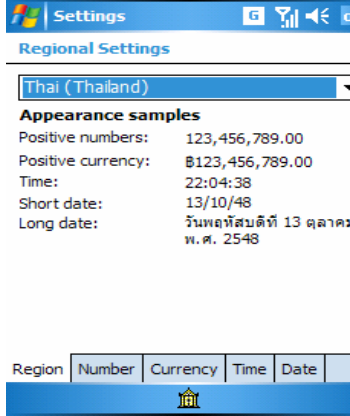 Settings
G
Regional Settings
Thai (Thailand)
Appearance samples
Positive numbers: 123,456,789.00
Positive currency: ฿123,456,789.00
Time: 22:04:38
Short date: 13/10/48
Long date: วันพฤหัสบดีที่ 13 ตุลาคม
พ.ศ. 2548
Region Number Currency Time Date